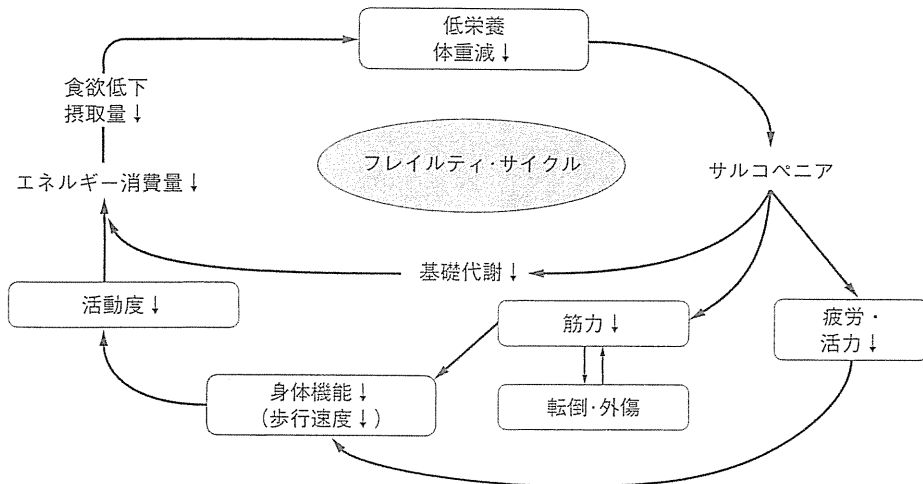 低栄養
体重減↓
食欲低下
摂取量↓
フレイルティ・サイクル
エネルギー消費量↓
サルコペニア
基礎代謝↓
活動度↓
筋力↓
疲労・
活力↓
身体機能↓
(歩行速度↓)
転倒・外傷